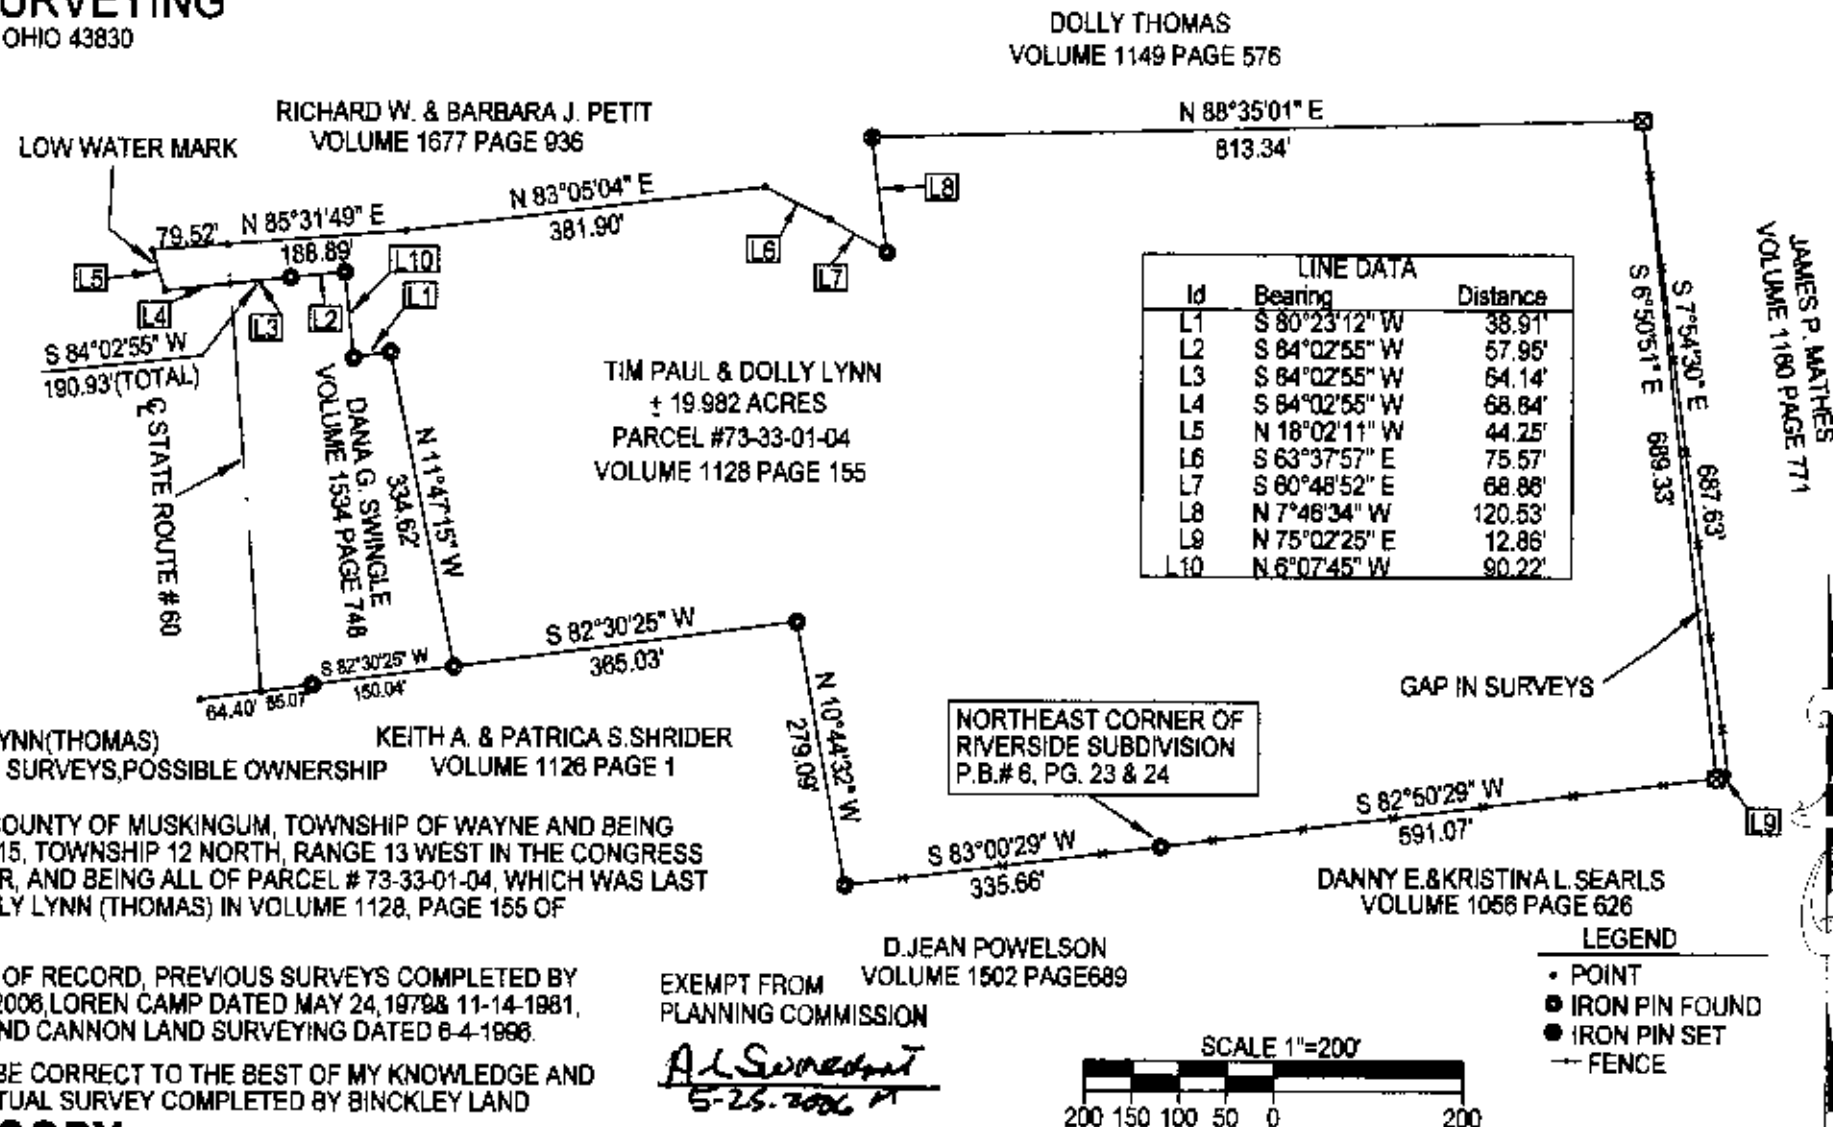 SURVEYING
OHIO 43830
DOLLY THOMAS
VOLUME 1149 PAGE 576
RICHARD W. & BARBARA J. PETIT
VOLUME 1677 PAGE 936
LOW WATER MARK
N 88°35'01" E
813.34'
79.52'
N 85°31'49" E
188.89'
N 83°05'04" E
381.90'
L8
L6
L7
L5
L10
L1
L4
L3
L2
S 84°02'55" W
190.93'(TOTAL)
LINE DATA
Id Bearing Distance
L1 S 80°23'12" W 38.91'
L2 S 84°02'55" W 57.95'
L3 S 84°02'55" W 64.14'
L4 S 84°02'55" W 68.84'
L5 N 18°02'11" W 44.25'
L6 S 63°37'57" E 75.57'
L7 S 60°48'52" E 68.86'
L8 N 7°46'34" W 120.53'
L9 N 75°02'25" E 12.86'
L10 N 6°07'45" W 90.22'
TIM PAUL & DOLLY LYNN
± 19.982 ACRES
PARCEL #73-33-01-04
VOLUME 1128 PAGE 155
JAMES P. MATHES
VOLUME 1160 PAGE 771
S 7°54'30" E
687.63'
S 6°50'51" E
689.33'
℄ STATE ROUTE # 60
DANA G. SWINGLE
VOLUME 1534 PAGE 748
N 11°47'15" W
334.62'
S 82°30'25" W
365.03'
S 82°30'25" W
150.04'
64.40'
85.07'
N 10°44'32" W
279.09'
GAP IN SURVEYS
NORTHEAST CORNER OF
RIVERSIDE SUBDIVISION
P.B.# 6, PG. 23 & 24
S 83°00'29" W
335.66'
S 82°50'29" W
591.07'
L9
YNN(THOMAS)
SURVEYS,POSSIBLE OWNERSHIP
KEITH A. & PATRICA S.SHRIDER
VOLUME 1126 PAGE 1
COUNTY OF MUSKINGUM, TOWNSHIP OF WAYNE AND BEING
15, TOWNSHIP 12 NORTH, RANGE 13 WEST IN THE CONGRESS
R, AND BEING ALL OF PARCEL # 73-33-01-04, WHICH WAS LAST
LY LYNN (THOMAS) IN VOLUME 1128, PAGE 155 OF
DANNY E.&KRISTINA L.SEARLS
VOLUME 1056 PAGE 626
D.JEAN POWELSON
VOLUME 1502 PAGE689
OF RECORD, PREVIOUS SURVEYS COMPLETED BY
2006,LOREN CAMP DATED MAY 24,1979& 11-14-1981,
ND CANNON LAND SURVEYING DATED 6-4-1996.
BE CORRECT TO THE BEST OF MY KNOWLEDGE AND
TUAL SURVEY COMPLETED BY BINCKLEY LAND
COPY
EXEMPT FROM
PLANNING COMMISSION
5-25-2006
LEGEND
POINT
IRON PIN FOUND
IRON PIN SET
FENCE
SCALE 1"=200'
200 150 100 50 0 200